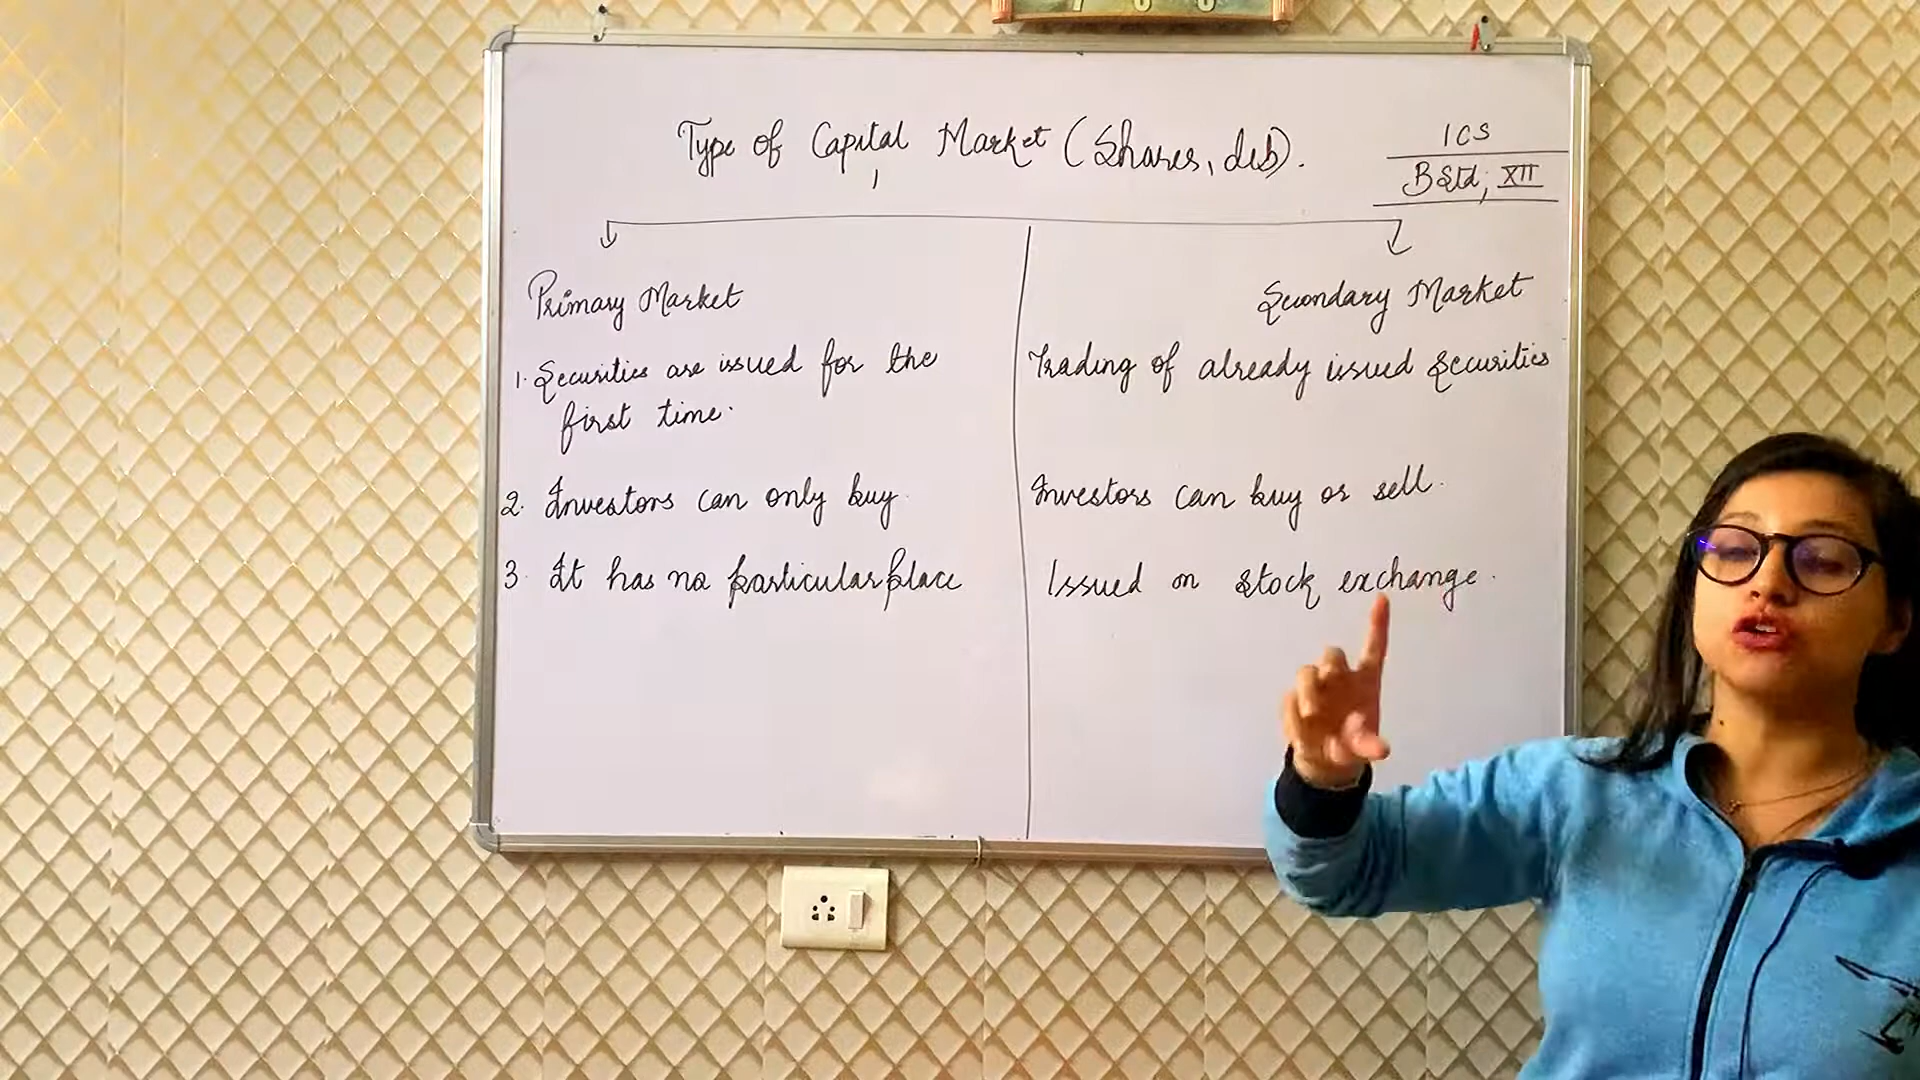 Type of Capital Market (Shares, deb).
ICS
BStd, XII
Primary Market
1. Securities are issued for the
first time.
2. Investors can only buy
3. It has no particular place
Secondary Market
Trading of already issued securities
Investors can buy or sell.
Issued on stock exchange.